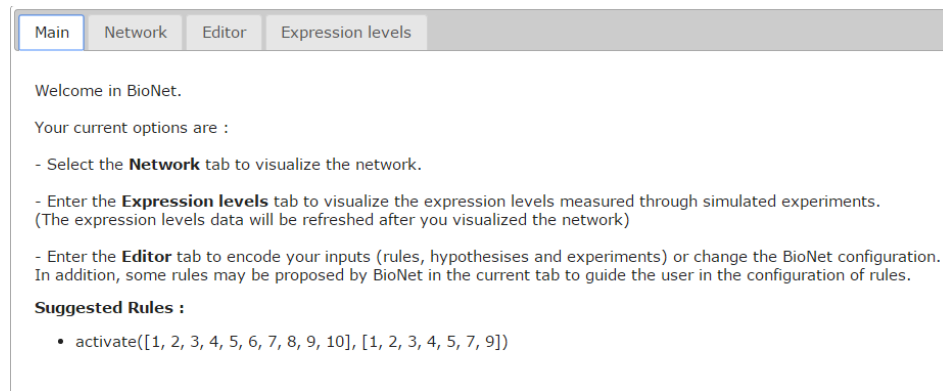 Main Network Editor Expression levels
Welcome in BioNet.
Your current options are :
- Select the Network tab to visualize the network.
- Enter the Expression levels tab to visualize the expression levels measured through simulated experiments.
(The expression levels data will be refreshed after you visualized the network)
- Enter the Editor tab to encode your inputs (rules, hypothesises and experiments) or change the BioNet configuration.
In addition, some rules may be proposed by BioNet in the current tab to guide the user in the configuration of rules.
Suggested Rules :
• activate([1, 2, 3, 4, 5, 6, 7, 8, 9, 10], [1, 2, 3, 4, 5, 7, 9])